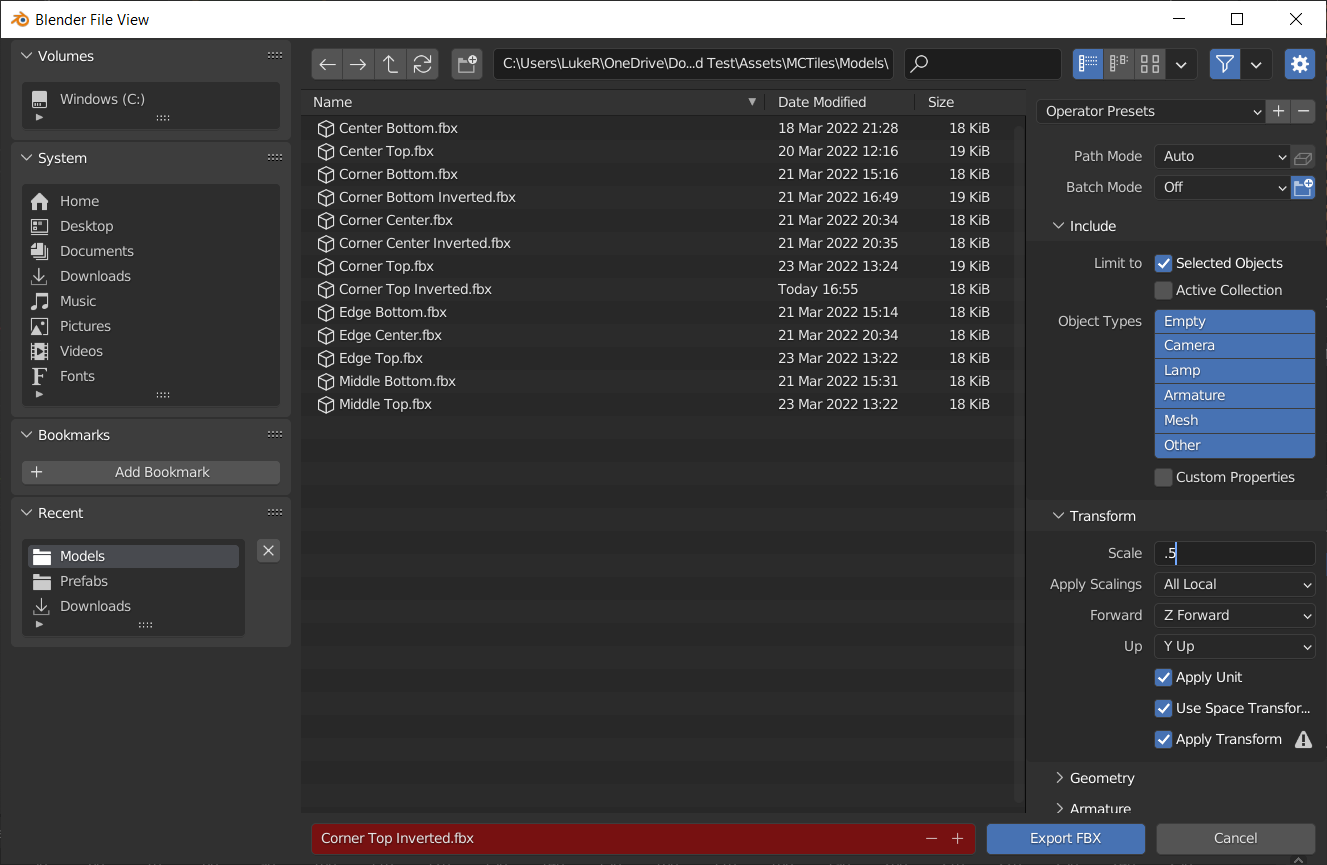 Blender File View
Volumes
Windows (C:)
System
Home
Desktop
Documents
Downloads
Music
Pictures
Videos
Fonts
Bookmarks
Add Bookmark
Recent
Models
Prefabs
Downloads
C:\Users\LukeR\OneDrive\Do...d Test\Assets\MCTiles\Models\
Name Date Modified Size
Center Bottom.fbx 18 Mar 2022 21:28 18 KiB
Center Top.fbx 20 Mar 2022 12:16 19 KiB
Corner Bottom.fbx 21 Mar 2022 15:16 18 KiB
Corner Bottom Inverted.fbx 21 Mar 2022 16:49 19 KiB
Corner Center.fbx 21 Mar 2022 20:34 18 KiB
Corner Center Inverted.fbx 21 Mar 2022 20:35 18 KiB
Corner Top.fbx 23 Mar 2022 13:24 19 KiB
Corner Top Inverted.fbx Today 16:55 18 KiB
Edge Bottom.fbx 21 Mar 2022 15:14 18 KiB
Edge Center.fbx 21 Mar 2022 20:34 18 KiB
Edge Top.fbx 23 Mar 2022 13:22 18 KiB
Middle Bottom.fbx 21 Mar 2022 15:31 18 KiB
Middle Top.fbx 23 Mar 2022 13:22 18 KiB
Operator Presets
Path Mode Auto
Batch Mode Off
Include
Limit to Selected Objects
Active Collection
Object Types Empty
Camera
Lamp
Armature
Mesh
Other
Custom Properties
Transform
Scale .5
Apply Scalings All Local
Forward Z Forward
Up Y Up
Apply Unit
Use Space Transfor...
Apply Transform
Geometry
Armature
Corner Top Inverted.fbx
Export FBX
Cancel